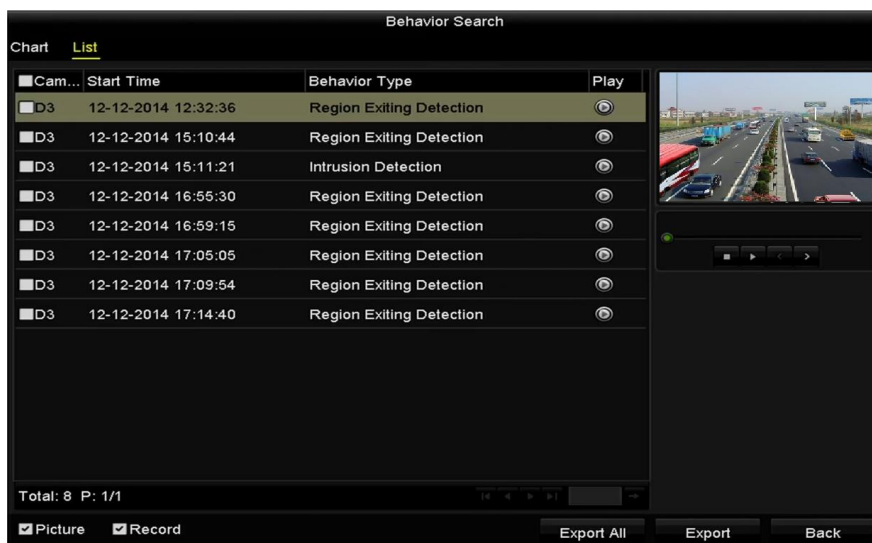 Behavior Search
Chart List
Cam... Start Time Behavior Type Play
D3 12-12-2014 12:32:36 Region Exiting Detection
D3 12-12-2014 15:10:44 Region Exiting Detection
D3 12-12-2014 15:11:21 Intrusion Detection
D3 12-12-2014 16:55:30 Region Exiting Detection
D3 12-12-2014 16:59:15 Region Exiting Detection
D3 12-12-2014 17:05:05 Region Exiting Detection
D3 12-12-2014 17:09:54 Region Exiting Detection
D3 12-12-2014 17:14:40 Region Exiting Detection
Total: 8 P: 1/1
Picture Record Export All Export Back